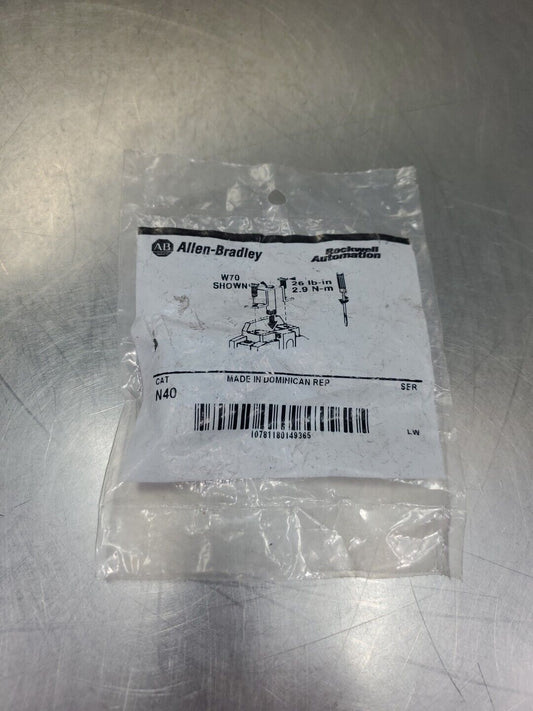 AB Allen-Bradley
Rockwell
Automation
W70
SHOWN
26 lb-in
2.9 N-m
CAT
MADE IN DOMINICAN REP
SER
N40
10781180149365
LW